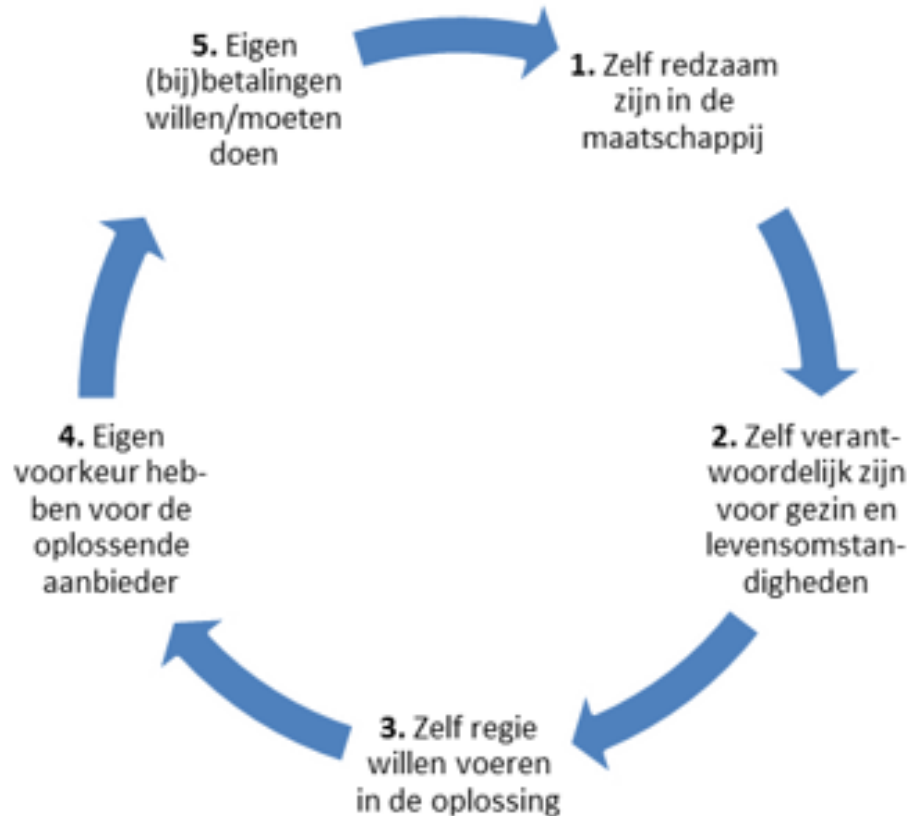 1. Zelf redzaam
zijn in de
maatschappij
2. Zelf verant-
woordelijk zijn
voor gezin en
levensomstan-
digheden
3. Zelf regie
willen voeren
in de oplossing
4. Eigen
voorkeur heb-
ben voor de
oplossende
aanbieder
5. Eigen
(bij)betalingen
willen/moeten
doen